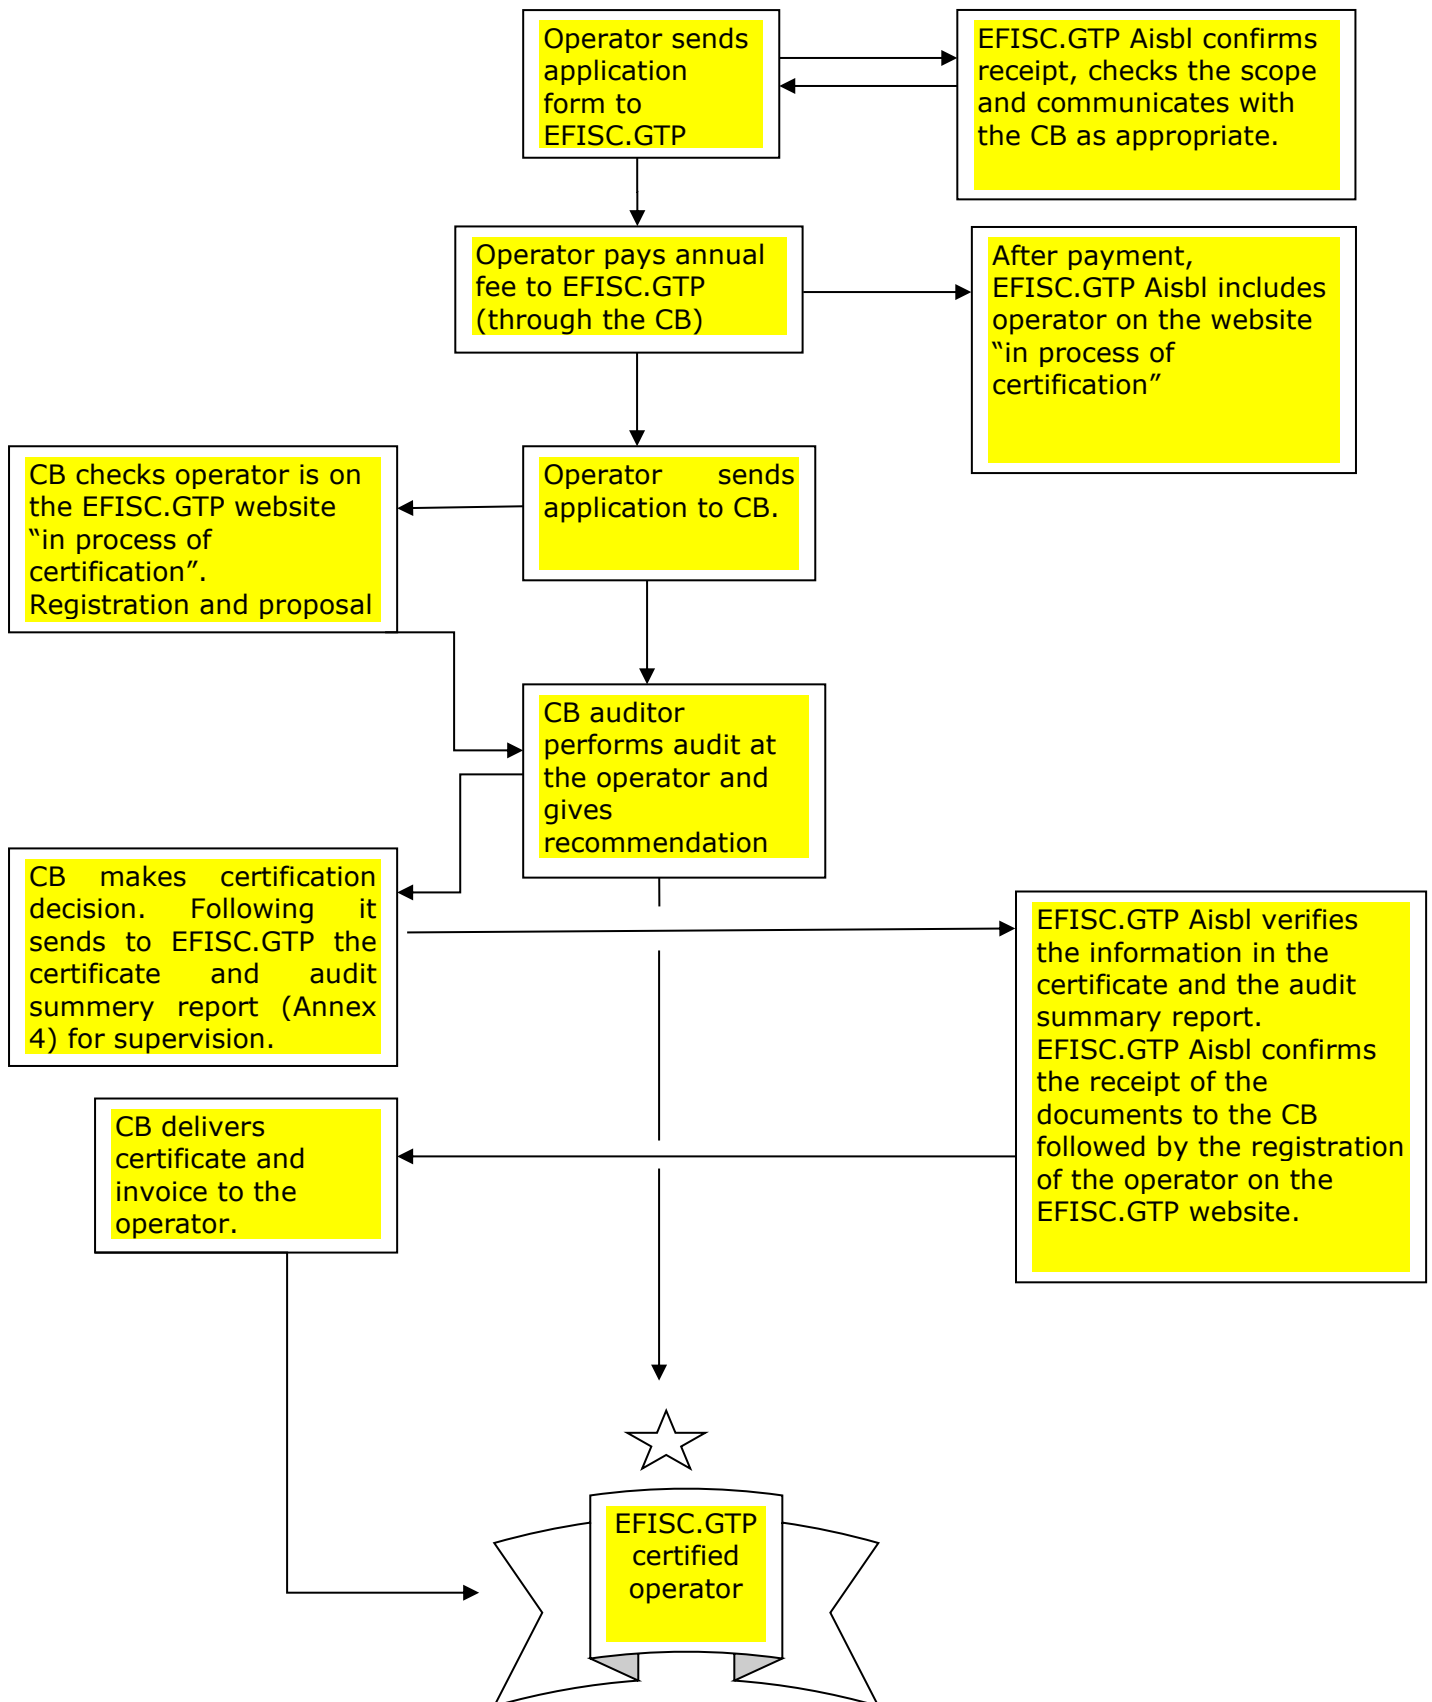 Operator sends
application
form to
EFISC.GTP
EFISC.GTP Aisbl confirms
receipt, checks the scope
and communicates with
the CB as appropriate.
Operator pays annual
fee to EFISC.GTP
(through the CB)
After payment,
EFISC.GTP Aisbl includes
operator on the website
“in process of
certification”
CB checks operator is on
the EFISC.GTP website
“in process of
certification”.
Registration and proposal
Operator sends
application to CB.
CB auditor
performs audit at
the operator and
gives
recommendation
CB makes certification
decision. Following it
sends to EFISC.GTP the
certificate and audit
summery report (Annex
4) for supervision.
EFISC.GTP Aisbl verifies
the information in the
certificate and the audit
summary report.
EFISC.GTP Aisbl confirms
the receipt of the
documents to the CB
followed by the registration
of the operator on the
EFISC.GTP website.
CB delivers
certificate and
invoice to the
operator.
EFISC.GTP
certified
operator